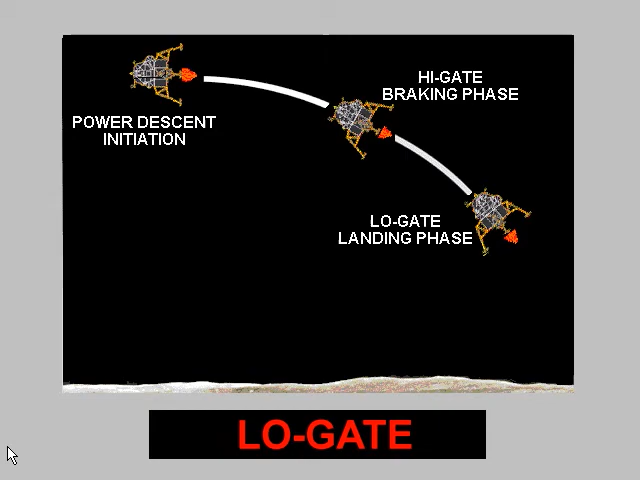 HI-GATE
BRAKING PHASE
POWER DESCENT
INITIATION
LO-GATE
LANDING PHASE
LO-GATE